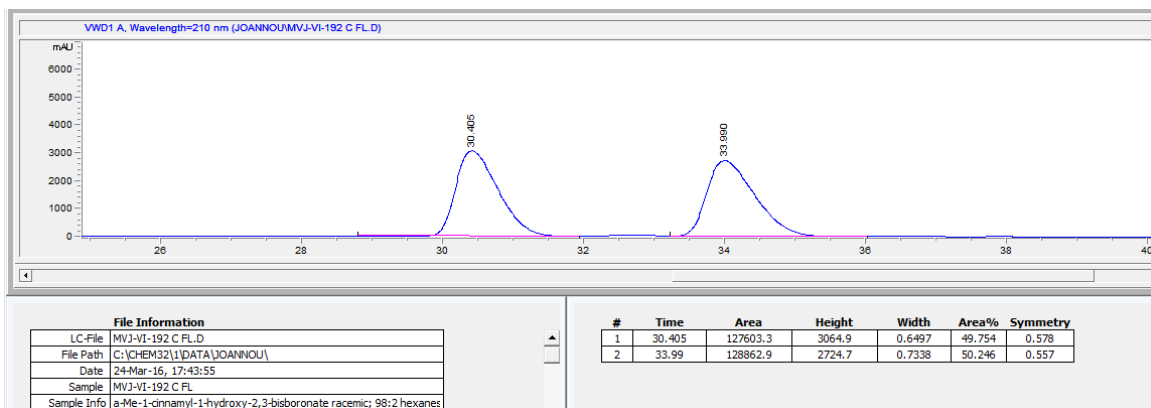 VWD1 A, Wavelength=210 nm (JOANNOU\MVJ-VI-192 C FL.D)
mAU
6000
5000
4000
3000
2000
1000
0
30.405
33.990
26
28
30
32
34
36
38
40
File Information
LC-File MVJ-VI-192 C FL.D
File Path C:\CHEM32\1\DATA\JOANNOU\
Date 24-Mar-16, 17:43:55
Sample MVJ-VI-192 C FL
Sample Info a-Me-1-cinnamyl-1-hydroxy-2,3-bisboronate racemic; 98:2 hexanes
# Time Area Height Width Area% Symmetry
1 30.405 127603.3 3064.9 0.6497 49.754 0.578
2 33.99 128862.9 2724.7 0.7338 50.246 0.557